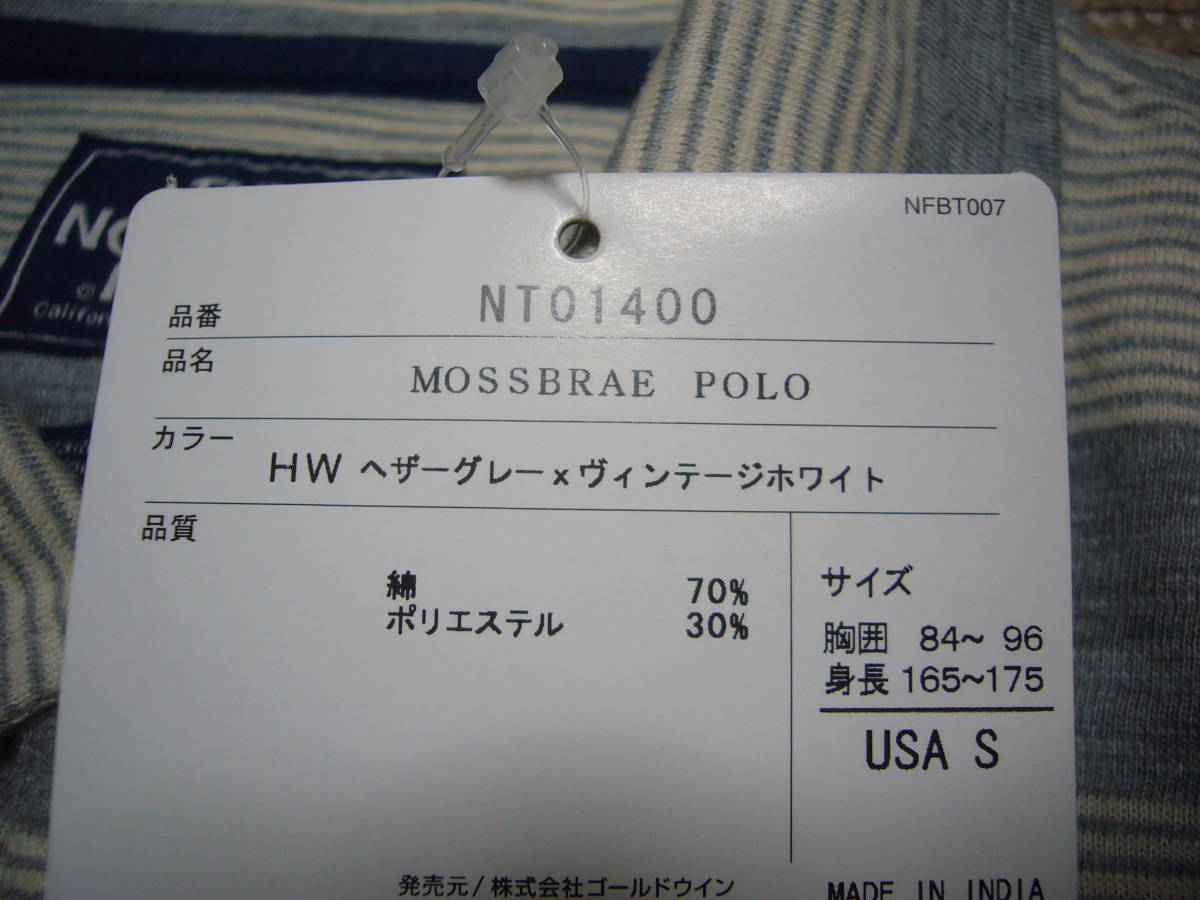 NFBT007
品番 NT01400
品名 MOSSBRAE POLO
カラー
HW ヘザーグレー×ヴィンテージホワイト
品質
綿 70%
ポリエステル 30%
サイズ
胸囲 84~ 96
身長 165~175
USA S
発売元/株式会社ゴールドウイン
MADE IN INDIA